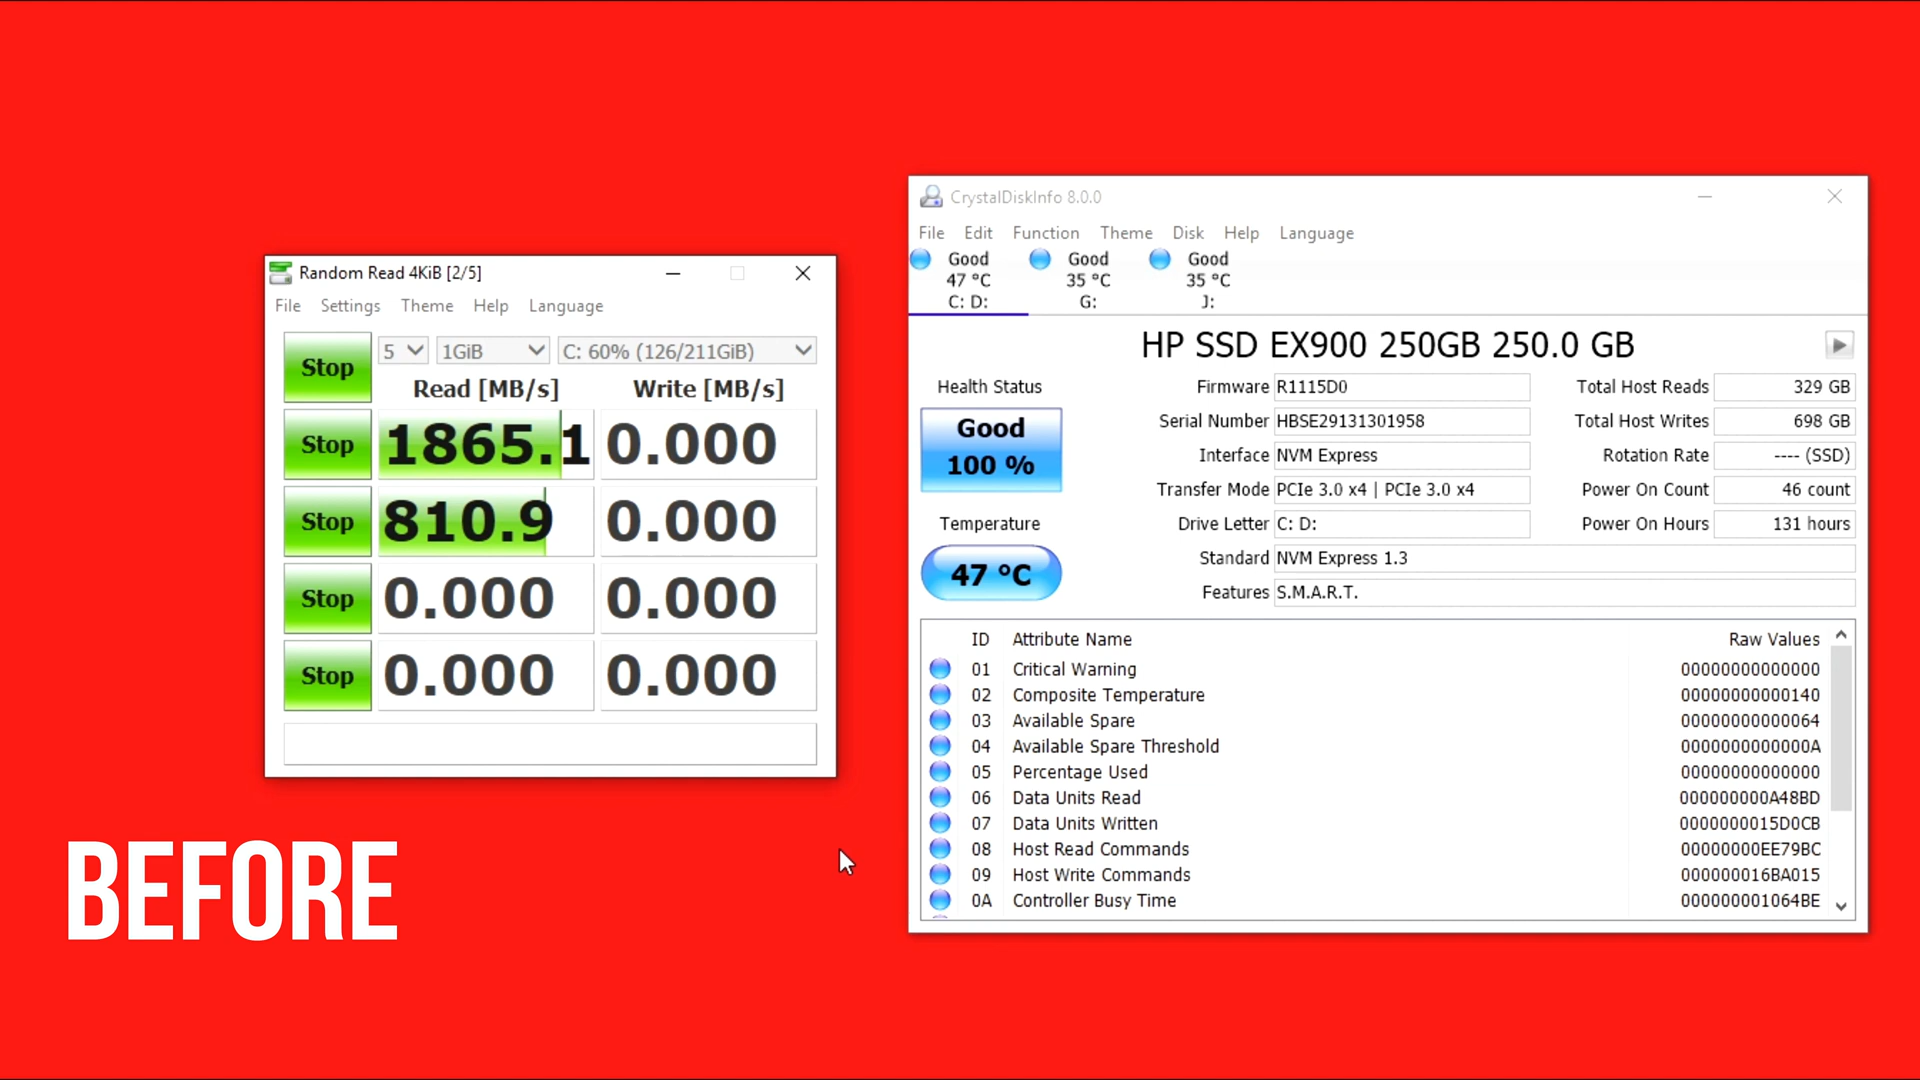 Random Read 4KiB [2/5]
File Settings Theme Help Language
Stop 5 1GiB C: 60% (126/211GiB)
Read [MB/s] Write [MB/s]
Stop 1865.1 0.000
Stop 810.9 0.000
Stop 0.000 0.000
Stop 0.000 0.000
BEFORE
CrystalDiskInfo 8.0.0
File Edit Function Theme Disk Help Language
Good Good Good
47 °C 35 °C 35 °C
C: D: G: J:
HP SSD EX900 250GB 250.0 GB
Health Status Firmware R1115D0 Total Host Reads 329 GB
Good Serial Number HBSE29131301958 Total Host Writes 698 GB
100 % Interface NVM Express Rotation Rate ---- (SSD)
Transfer Mode PCIe 3.0 x4 | PCIe 3.0 x4 Power On Count 46 count
Temperature Drive Letter C: D: Power On Hours 131 hours
Standard NVM Express 1.3
47 °C Features S.M.A.R.T.
ID Attribute Name Raw Values
01 Critical Warning 00000000000000
02 Composite Temperature 00000000000140
03 Available Spare 00000000000064
04 Available Spare Threshold 0000000000000A
05 Percentage Used 00000000000000
06 Data Units Read 000000000A48BD
07 Data Units Written 0000000015D0CB
08 Host Read Commands 00000000EE79BC
09 Host Write Commands 000000016BA015
0A Controller Busy Time 000000001064BE